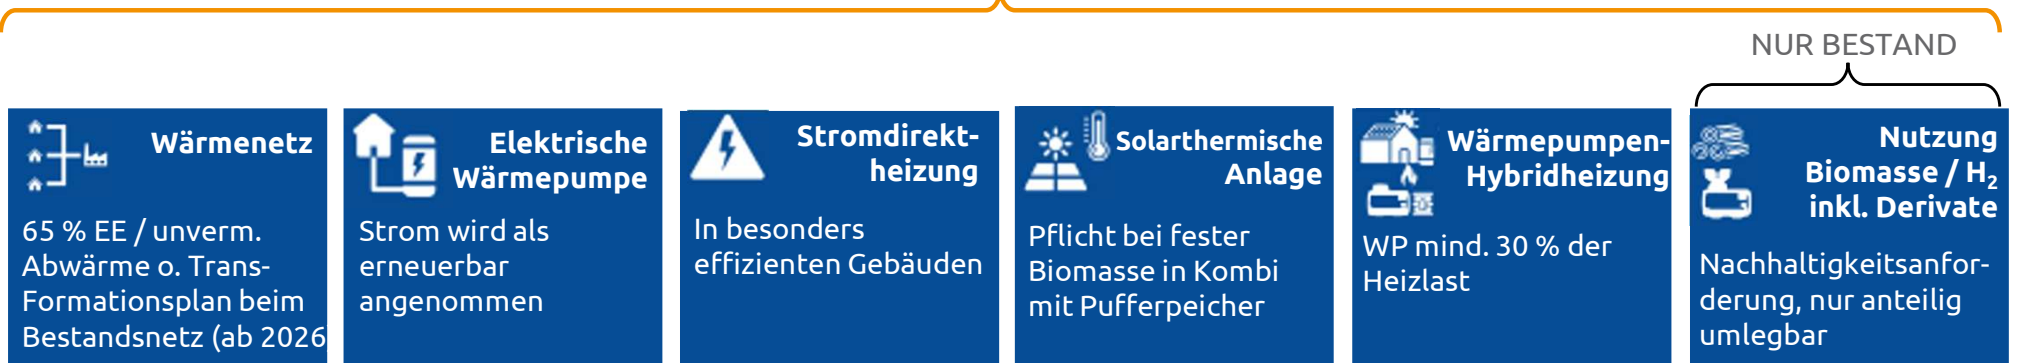 NUR BESTAND
Wärmenetz
65 % EE / unverm.
Abwärme o. Trans-
Formationsplan beim
Bestandsnetz (ab 2026
Elektrische
Wärmepumpe
Strom wird als
erneuerbar
angenommen
Stromdirekt-
heizung
In besonders
effizienten Gebäuden
Solarthermische
Anlage
Pflicht bei fester
Biomasse in Kombi
mit Pufferpeicher
Wärmepumpen-
Hybridheizung
WP mind. 30 % der
Heizlast
Nutzung
Biomasse / H₂
inkl. Derivate
Nachhaltigkeitsanfor-
derung, nur anteilig
umlegbar